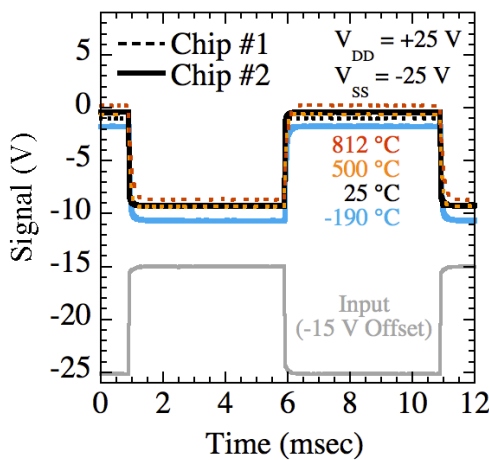 5
0
-5
-10
-15
-20
-25
Signal (V)
Chip #1
Chip #2
V_DD = +25 V
V_SS = -25 V
812 °C
500 °C
25 °C
-190 °C
Input
(-15 V Offset)
0 2 4 6 8 10 12
Time (msec)